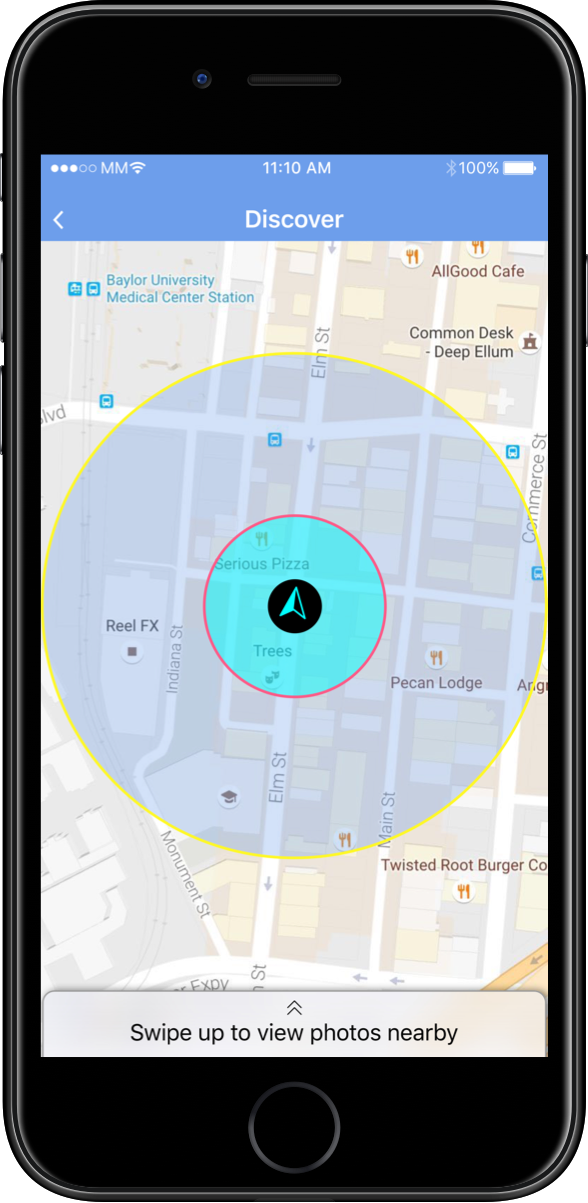 MM
11:10 AM
100%
Discover
AllGood Cafe
Baylor University
Medical Center Station
Elm St
Common Desk
- Deep Ellum
lvd
Commerce St
Serious Pizza
Reel FX
Trees
Indiana St
Pecan Lodge
Angr
Elm St
Main St
Monument St
Twisted Root Burger Co
r Expy
n St
Swipe up to view photos nearby